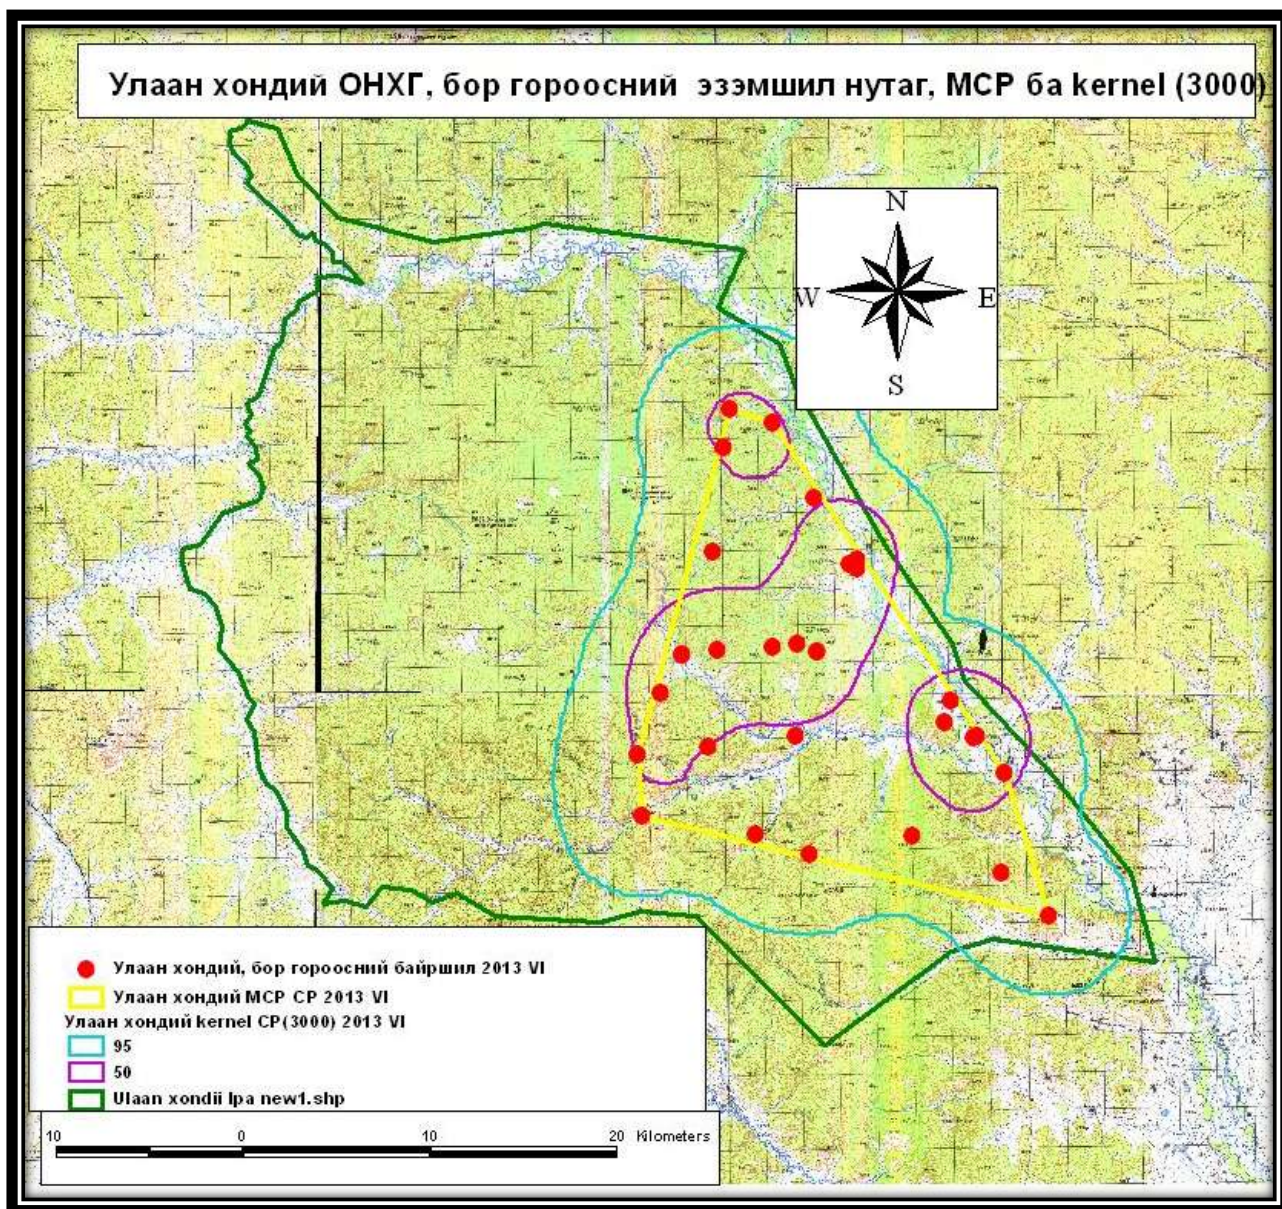 Улаан хондий ОНХГ, бор гороосний эзэмшил нутаг, МСР ба kernel (3000)
N
W
E
S
Улаан хондий, бор гороосний байршил 2013 VI
Улаан хондий МСР СР 2013 VI
Улаан хондий kernel СР(3000) 2013 VI
95
50
Ulaan xondii lpa new1.shp
10 0 10 20 Kilometers